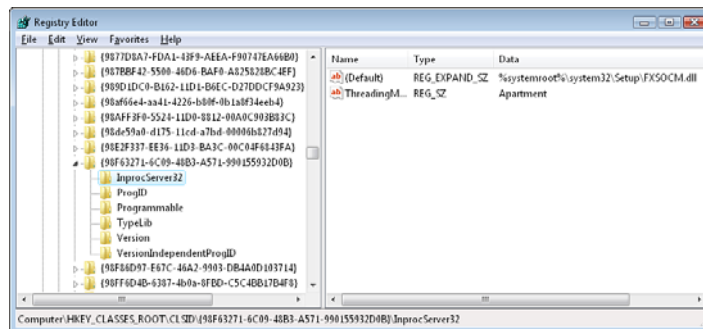 Registry Editor
File Edit View Favorites Help
{9877D8A7-FDA1-43F9-AEEA-F90747EA66B0}
{987BBF42-5500-46D6-BAF0-A825828BC4EF}
{989D1DC0-B162-11D1-B6EC-D27DDCF9A923}
{98af66e4-aa41-4226-b80f-0b1a8f34eeb4}
{98AFF3F0-5524-11D0-8812-00A0C903B83C}
{98de59a0-d175-11cd-a7bd-00006b827d94}
{98E2F337-EE36-11D3-BA3C-00C04F6843FA}
{98F63271-6C09-48B3-A571-990155932D0B}
InprocServer32
ProgID
Programmable
TypeLib
Version
VersionIndependentProgID
{98F86D97-E67C-46A2-9903-DB4A0D103714}
{98FF6D4B-6387-4b0a-8FBD-C5C4BB17B4F8}
Name Type Data
(Default) REG_EXPAND_SZ %systemroot%\system32\Setup\FXSOCM.dll
ThreadingM... REG_SZ Apartment
Computer\HKEY_CLASSES_ROOT\CLSID\{98F63271-6C09-48B3-A571-990155932D0B}\InprocServer32